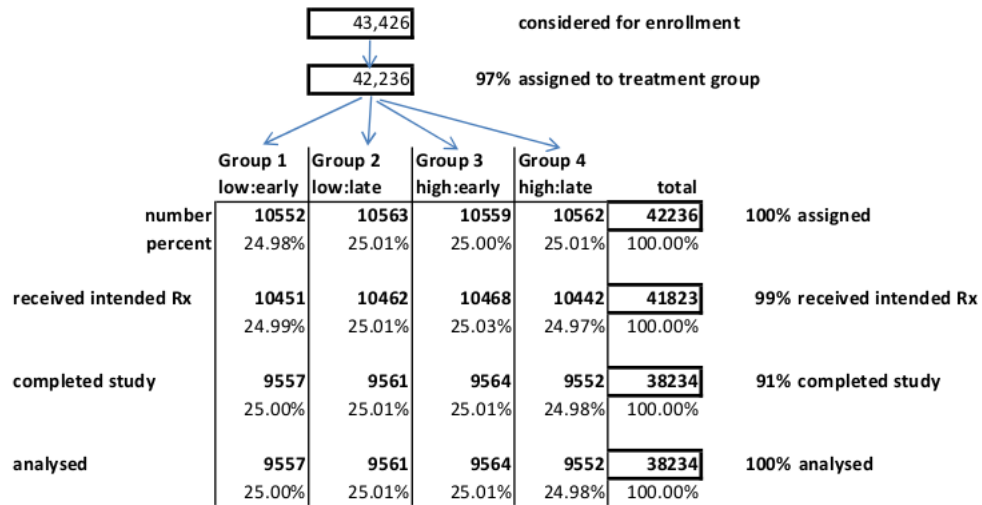 43,426 considered for enrollment
42,236 97% assigned to treatment group
Group 1 Group 2 Group 3 Group 4
low:early low:late high:early high:late total
number 10552 10563 10559 10562 42236 100% assigned
percent 24.98% 25.01% 25.00% 25.01% 100.00%
received intended Rx 10451 10462 10468 10442 41823 99% received intended Rx
24.99% 25.01% 25.03% 24.97% 100.00%
completed study 9557 9561 9564 9552 38234 91% completed study
25.00% 25.01% 25.01% 24.98% 100.00%
analysed 9557 9561 9564 9552 38234 100% analysed
25.00% 25.01% 25.01% 24.98% 100.00%